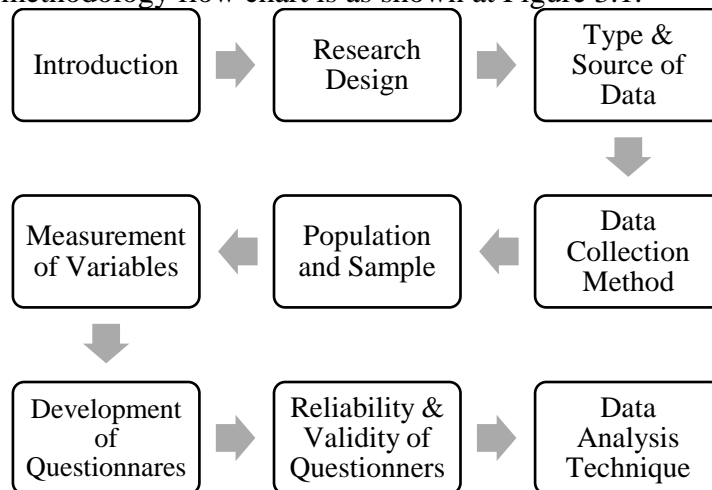 methodology flow chart is as shown at Figure 3.1.
Introduction
Research
Design
Type &
Source of
Data
Data
Collection
Method
Population
and Sample
Measurement
of Variables
Development
of
Questionnares
Reliability &
Validity of
Questionners
Data
Analysis
Technique